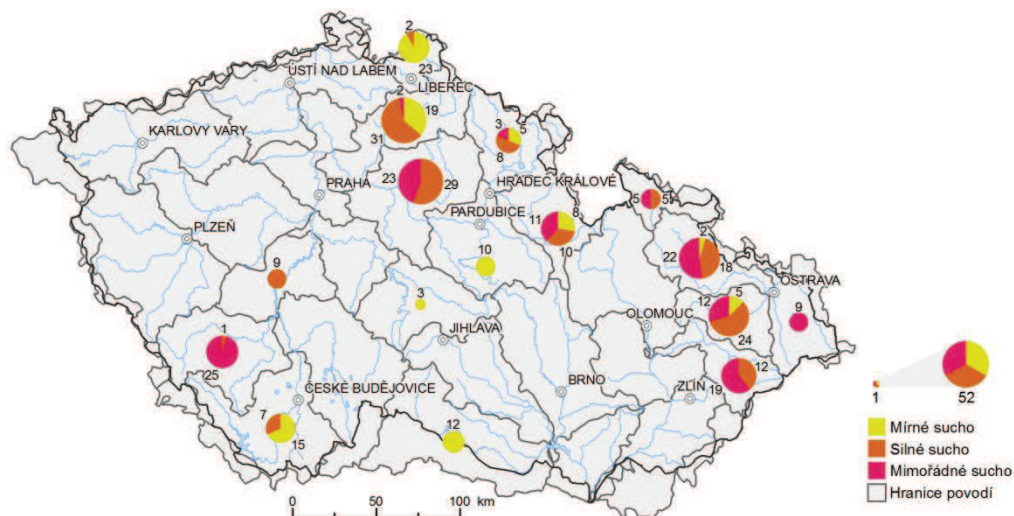 2
23
ÚSTÍ NAD LABEM
LIBEREC
2
19
31
KARLOVY VARY
3
5
8
PRAHA
23
29
HRADEC KRÁLOVÉ
5
5
PARDUBICE
11
8
10
PLZEŇ
10
2
22
18
OSTRAVA
9
3
12
5
24
9
OLOMOUC
JIHLAVA
1
25
BRNO
ZLÍN
12
19
ČESKÉ BUDĚJOVICE
7
15
12
1
52
Mírné sucho
Silné sucho
Mimořádné sucho
Hranice povodí
0 50 100 km